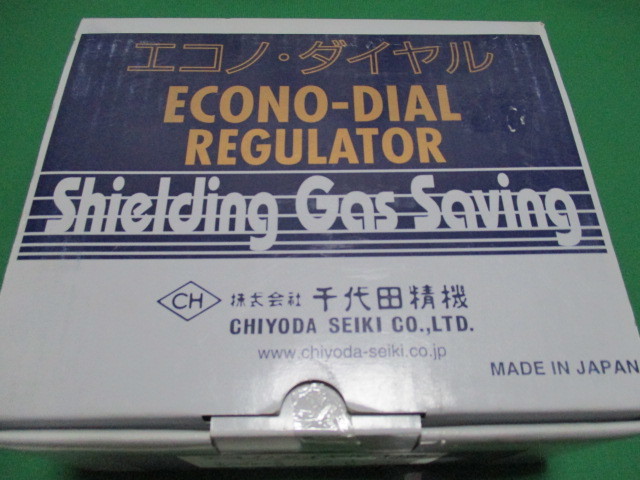 エコノ・ダイヤル
ECONO-DIAL
REGULATOR
Shielding Gas Saving
CH 株式会社 千代田精機
CHIYODA SEIKI CO.,LTD.
www.chiyoda-seiki.co.jp
MADE IN JAPAN